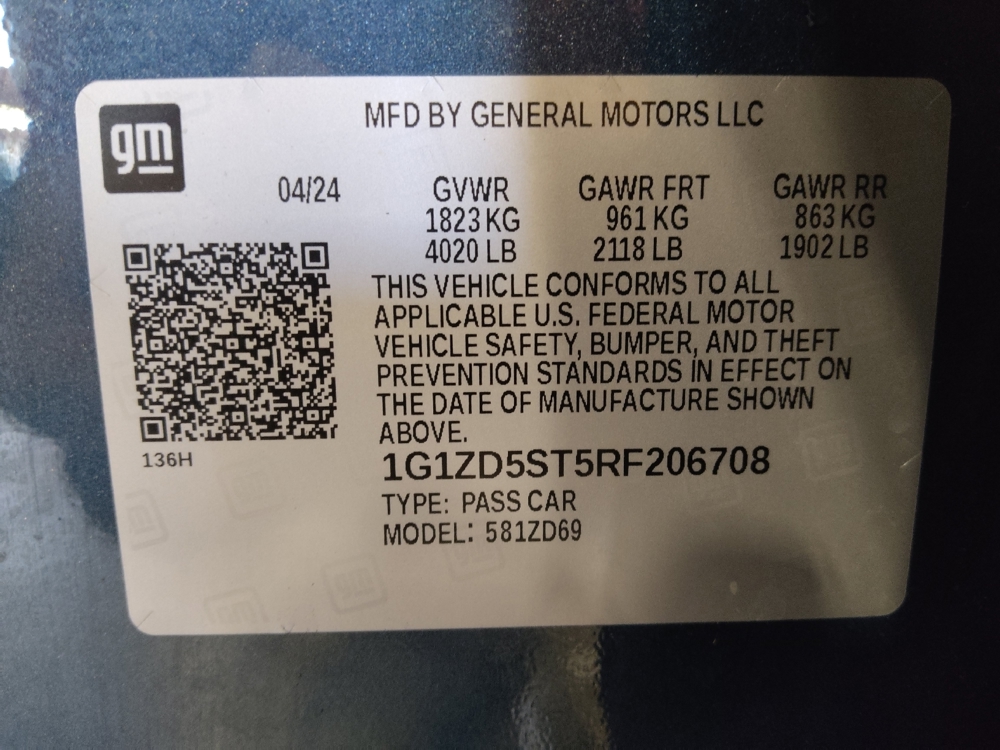 gm
MFD BY GENERAL MOTORS LLC
04/24 GVWR GAWR FRT GAWR RR
1823 KG 961 KG 863 KG
4020 LB 2118 LB 1902 LB
THIS VEHICLE CONFORMS TO ALL
APPLICABLE U.S. FEDERAL MOTOR
VEHICLE SAFETY, BUMPER, AND THEFT
PREVENTION STANDARDS IN EFFECT ON
THE DATE OF MANUFACTURE SHOWN
ABOVE.
136H
1G1ZD5ST5RF206708
TYPE: PASS CAR
MODEL: 581ZD69